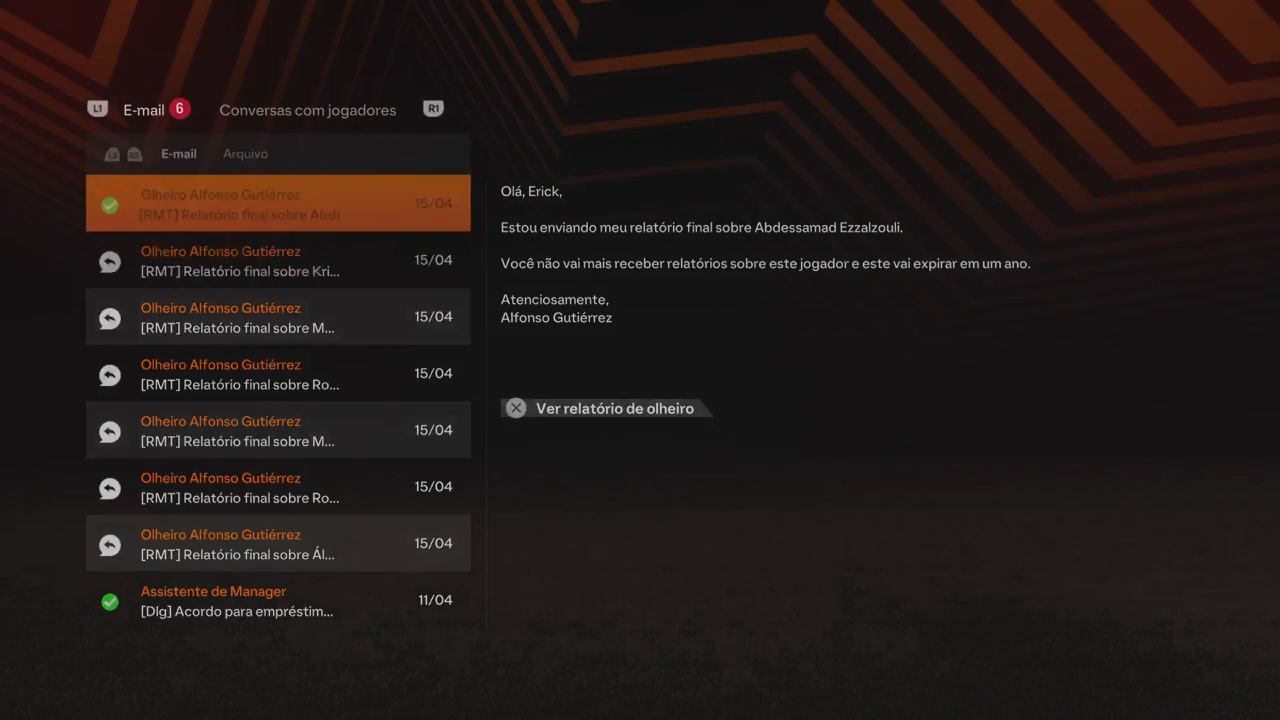 L1 E-mail 6 Conversas com jogadores R1
L2 R2 E-mail Arquivo
Olheiro Alfonso Gutiérrez
[RMT] Relatório final sobre Abdi 15/04
Olheiro Alfonso Gutiérrez
[RMT] Relatório final sobre Kri... 15/04
Olheiro Alfonso Gutiérrez
[RMT] Relatório final sobre M... 15/04
Olheiro Alfonso Gutiérrez
[RMT] Relatório final sobre Ro... 15/04
Olheiro Alfonso Gutiérrez
[RMT] Relatório final sobre M... 15/04
Olheiro Alfonso Gutiérrez
[RMT] Relatório final sobre Ro... 15/04
Olheiro Alfonso Gutiérrez
[RMT] Relatório final sobre Ál... 15/04
Assistente de Manager
[Dlg] Acordo para empréstim... 11/04
Olá, Erick,
Estou enviando meu relatório final sobre Abdessamad Ezzalzouli.
Você não vai mais receber relatórios sobre este jogador e este vai expirar em um ano.
Atenciosamente,
Alfonso Gutiérrez
Ver relatório de olheiro